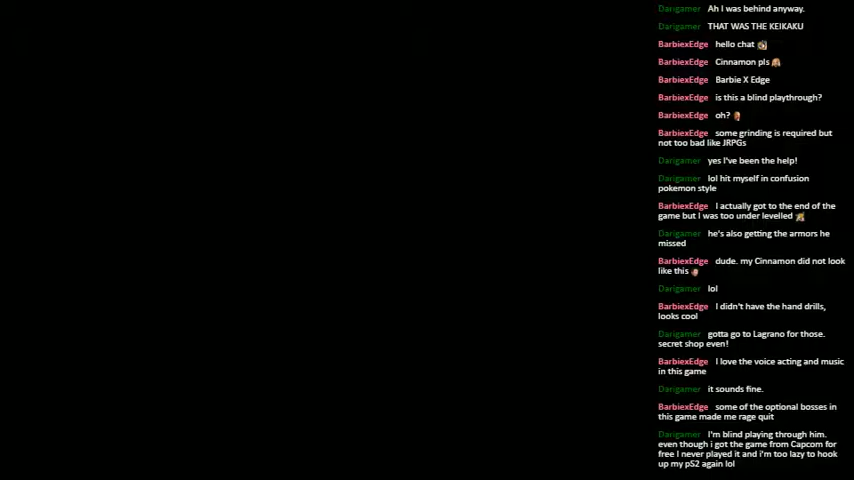 Darigamer Ah I was behind anyway.
Darigamer THAT WAS THE KEIKAKU
BarbiexEdge hello chat
BarbiexEdge Cinnamon pls
BarbiexEdge Barbie X Edge
BarbiexEdge is this a blind playthrough?
BarbiexEdge oh?
BarbiexEdge some grinding is required but
not too bad like JRPGs
Darigamer yes I've been the help!
Darigamer lol hit myself in confusion
pokemon style
BarbiexEdge I actually got to the end of the
game but I was too under levelled
Darigamer he's also getting the armors he
missed
BarbiexEdge dude. my Cinnamon did not look
like this
Darigamer lol
BarbiexEdge I didn't have the hand drills,
looks cool
Darigamer gotta go to Lagrano for those.
secret shop even!
BarbiexEdge I love the voice acting and music
in this game
Darigamer it sounds fine.
BarbiexEdge some of the optional bosses in
this game made me rage quit
Darigamer I'm blind playing through him.
even though i got the game from Capcom for
free I never played it and i'm too lazy to hook
up my pS2 again lol